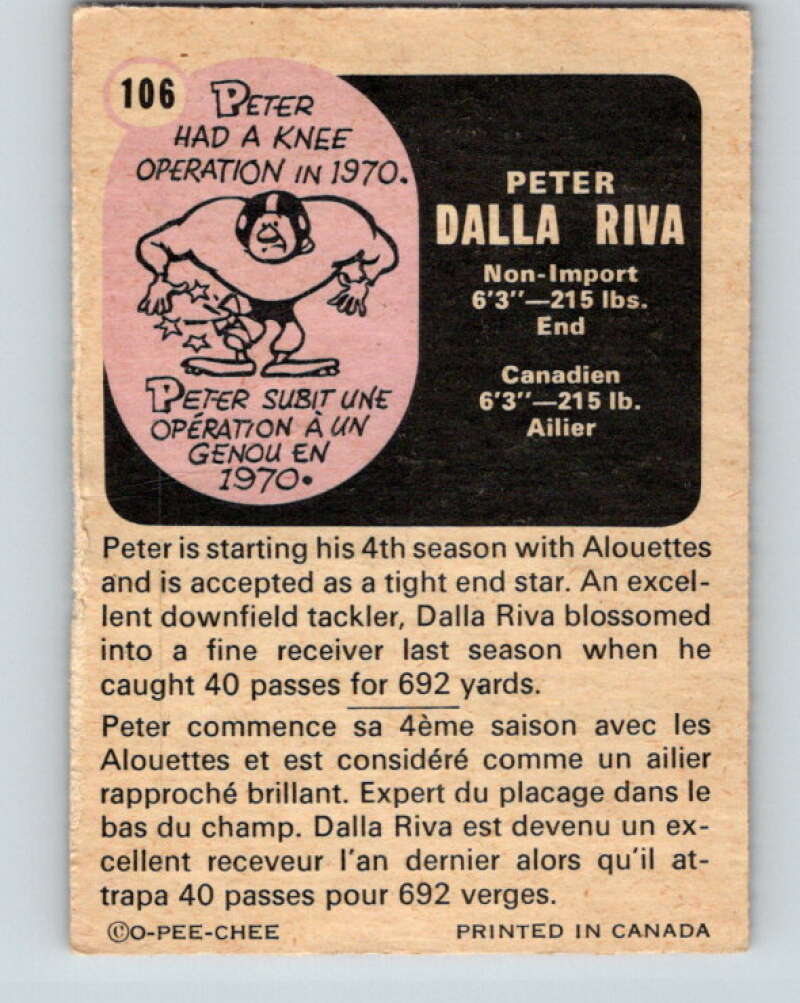 106
PETER
HAD A KNEE
OPERATION IN 1970.
PETER SUBIT UNE
OPÉRATION À UN
GENOU EN
1970.
PETER
DALLA RIVA
Non-Import
6'3"—215 lbs.
End
Canadien
6'3"—215 lb.
Ailier
Peter is starting his 4th season with Alouettes
and is accepted as a tight end star. An excel-
lent downfield tackler, Dalla Riva blossomed
into a fine receiver last season when he
caught 40 passes for 692 yards.
Peter commence sa 4ème saison avec les
Alouettes et est considéré comme un ailier
rapproché brillant. Expert du placage dans le
bas du champ. Dalla Riva est devenu un ex-
cellent receveur l'an dernier alors qu'il at-
trapa 40 passes pour 692 verges.
©O-PEE-CHEE PRINTED IN CANADA